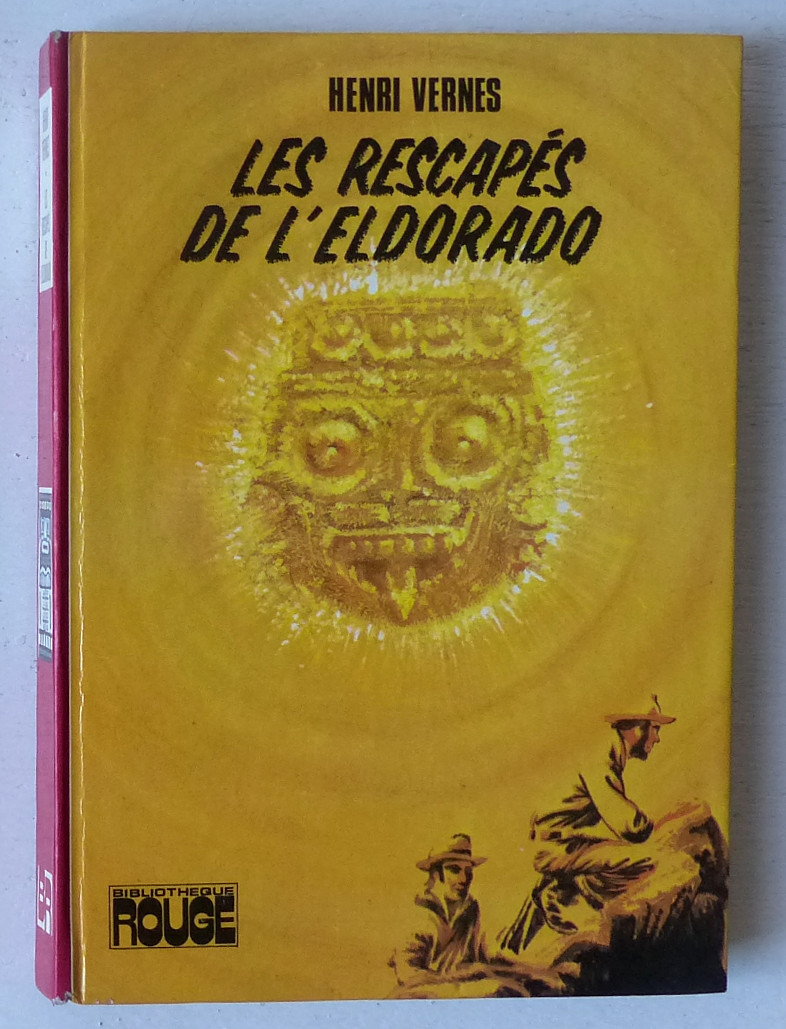 HENRI VERNES
LES RESCAPÉS
DE L'ELDORADO
BIBLIOTHEQUE
ROUGE